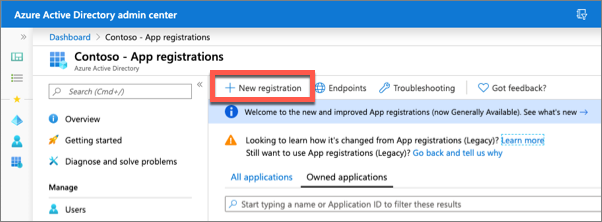 Azure Active Directory admin center
Dashboard > Contoso - App registrations
Contoso - App registrations
Azure Active Directory
Search (Cmd+/)
Overview
Getting started
Diagnose and solve problems
Manage
Users
New registration
Endpoints
Troubleshooting
Got feedback?
Welcome to the new and improved App registrations (now Generally Available). See what's new →
Looking to learn how it's changed from App registrations (Legacy)? Learn more
Still want to use App registrations (Legacy)? Go back and tell us why
All applications
Owned applications
Start typing a name or Application ID to filter these results